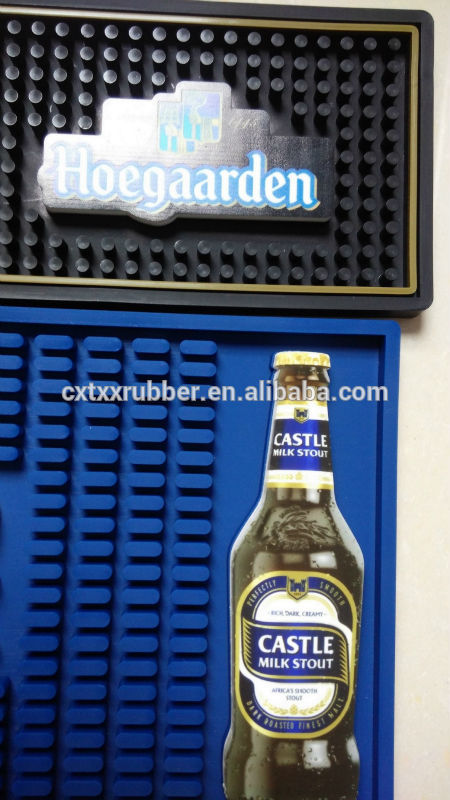 Hoegaarden
cxtxxrubber.en.alibaba.com
CASTLE
MILK STOUT
PERFECTLY SMOOTH
RICH, DARK, CREAMY
CASTLE
MILK STOUT
AFRICA'S SMOOTH
STOUT
DARK ROASTED FINEST MALT